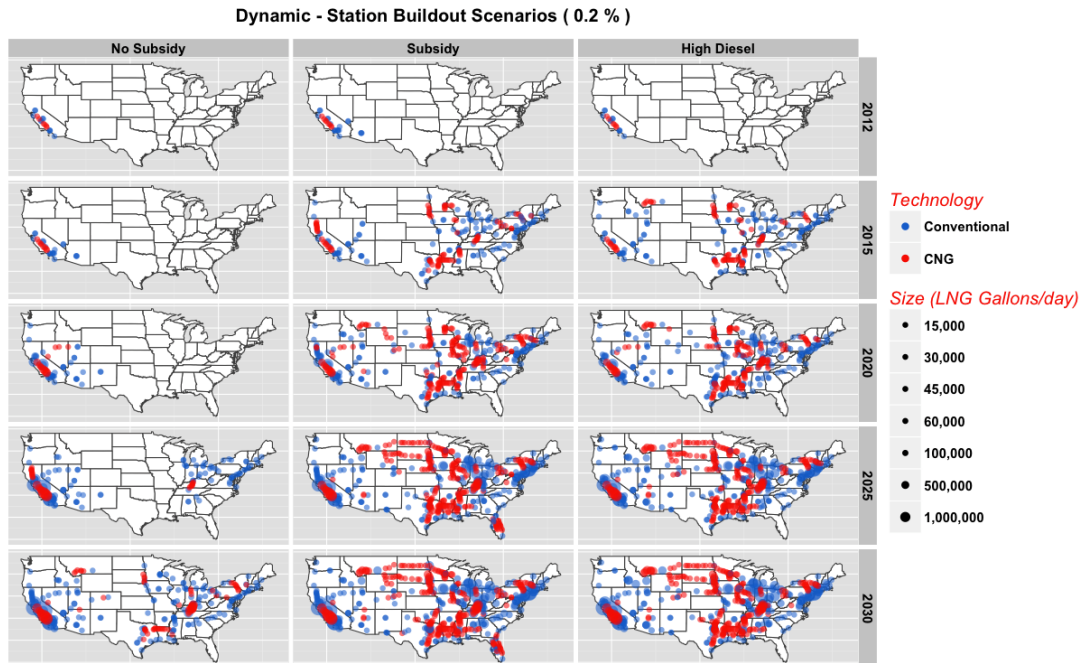 Dynamic - Station Buildout Scenarios ( 0.2 % )
No Subsidy
Subsidy
High Diesel
2012
2015
2020
2025
2030
Technology
Conventional
CNG
Size (LNG Gallons/day)
15,000
30,000
45,000
60,000
100,000
500,000
1,000,000